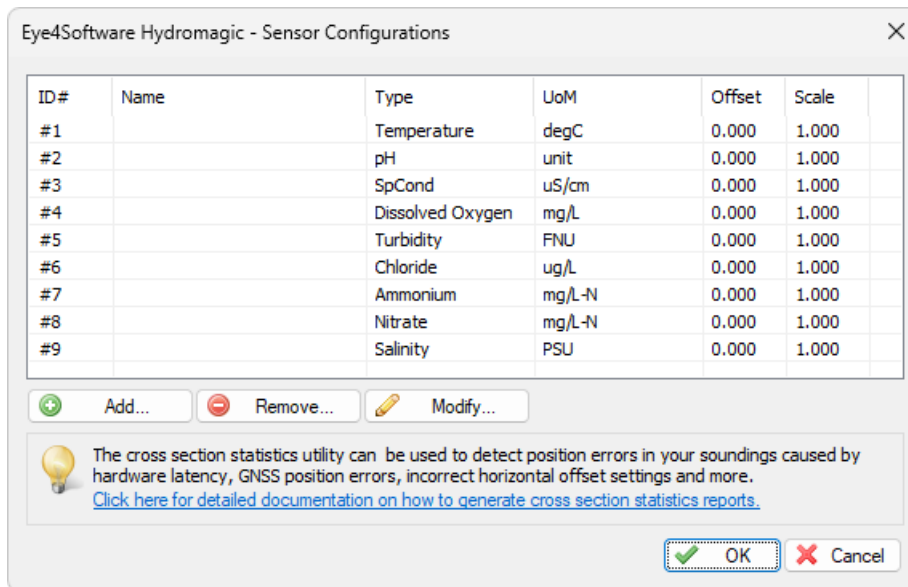 Eye4Software Hydromagic - Sensor Configurations
ID# Name Type UoM Offset Scale
#1 Temperature degC 0.000 1.000
#2 pH unit 0.000 1.000
#3 SpCond uS/cm 0.000 1.000
#4 Dissolved Oxygen mg/L 0.000 1.000
#5 Turbidity FNU 0.000 1.000
#6 Chloride ug/L 0.000 1.000
#7 Ammonium mg/L-N 0.000 1.000
#8 Nitrate mg/L-N 0.000 1.000
#9 Salinity PSU 0.000 1.000
Add... Remove... Modify...
The cross section statistics utility can be used to detect position errors in your soundings caused by
hardware latency, GNSS position errors, incorrect horizontal offset settings and more.
Click here for detailed documentation on how to generate cross section statistics reports.
OK Cancel